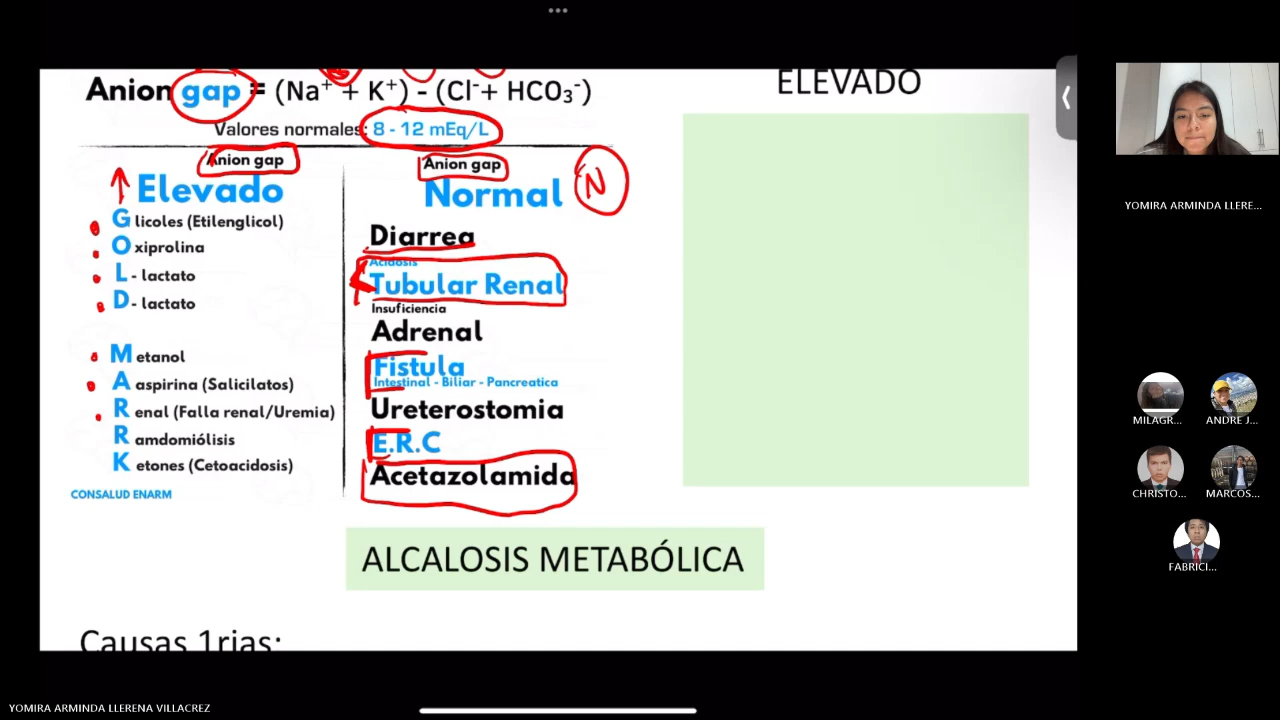 Anion gap = (Na⁺ + K⁺) - (Cl⁻+ HCO₃⁻)
Valores normales: 8 - 12 mEq/L
Anion gap
Elevado
Glicoles (Etilenglicol)
Oxiprolina
L - lactato
D - lactato
Metanol
Aaspirina (Salicilatos)
Renal (Falla renal/Uremia)
Ramdomiólisis
Ketones (Cetoacidosis)
CONSALUD ENARM
Anion gap
Normal
N
Diarrea
Acidosis
Tubular Renal
Insuficiencia
Adrenal
Fistula
Intestinal - Biliar - Pancreatica
Ureterostomia
E.R.C
Acetazolamida
ELEVADO
ALCALOSIS METABÓLICA
Causas 1rias:
YOMIRA ARMINDA LLERE...
MILAGR...
ANDRE J...
CHRISTO...
MARCOS...
FABRICI...
YOMIRA ARMINDA LLERENA VILLACREZ